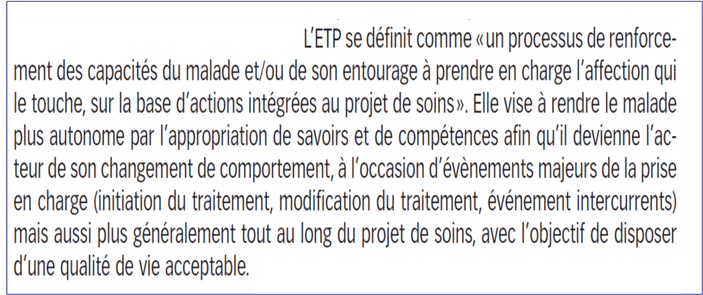 L’ETP se définit comme «un processus de renforce-
ment des capacités du malade et/ou de son entourage à prendre en charge l’affection qui
le touche, sur la base d’actions intégrées au projet de soins». Elle vise à rendre le malade
plus autonome par l’appropriation de savoirs et de compétences afin qu’il devienne l’ac-
teur de son changement de comportement, à l’occasion d’évènements majeurs de la prise
en charge (initiation du traitement, modification du traitement, événement intercurrents)
mais aussi plus généralement tout au long du projet de soins, avec l’objectif de disposer
d’une qualité de vie acceptable.